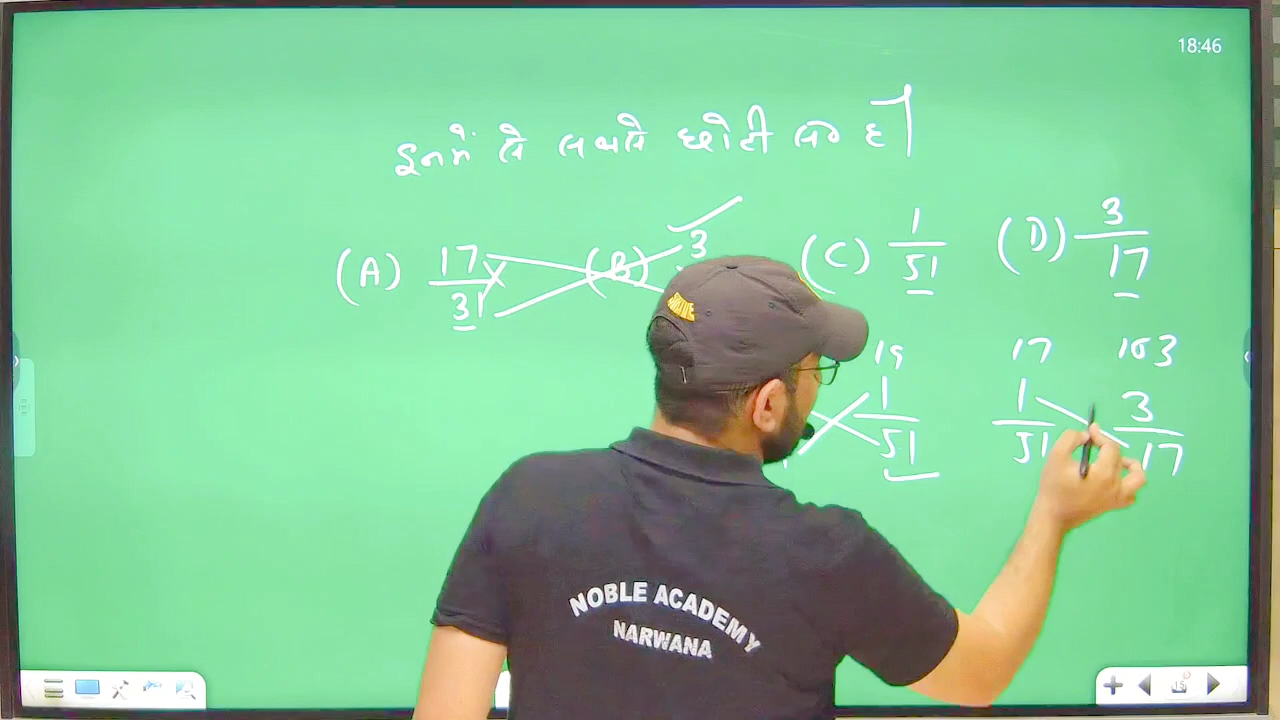 18:46
इनमें से सबसे छोटी भिन्न है
(A) 17/31 (B) 3 (C) 1/51 (D) 3/17
19 17 153
1/51 1/51 3/17
NOBLE ACADEMY
NARWANA